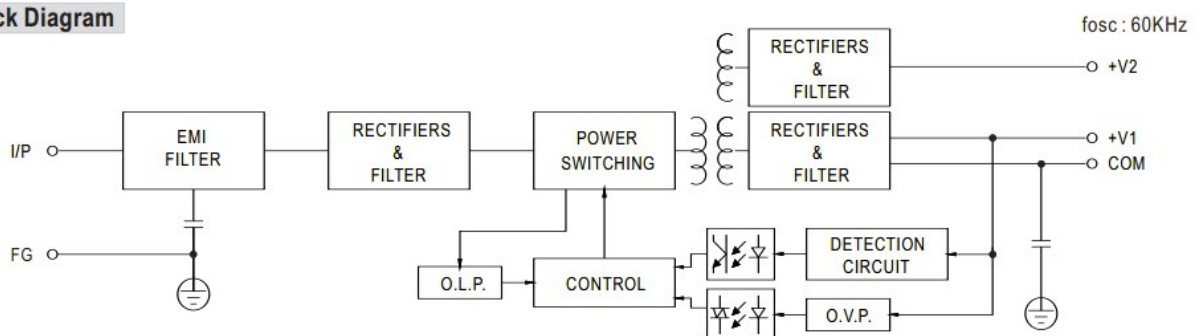 ck Diagram
fosc : 60KHz
RECTIFIERS
&
FILTER
+V2
I/P
EMI
FILTER
RECTIFIERS
&
FILTER
POWER
SWITCHING
RECTIFIERS
&
FILTER
+V1
COM
FG
O.L.P.
CONTROL
DETECTION
CIRCUIT
O.V.P.